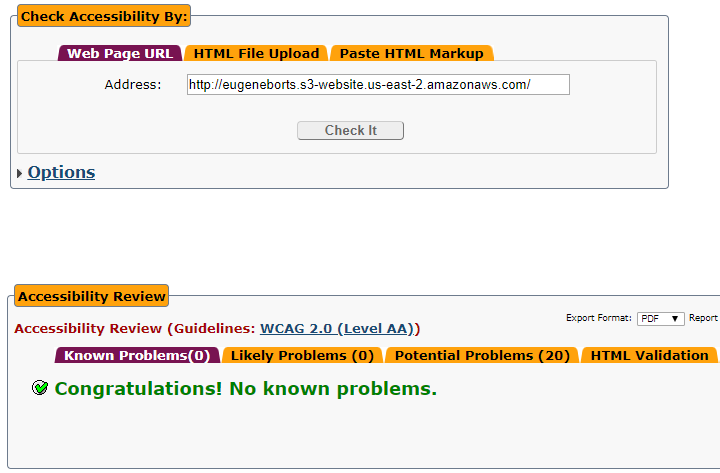 Check Accessibility By:
Web Page URL HTML File Upload Paste HTML Markup
Address: http://eugeneborts.s3-website.us-east-2.amazonaws.com/
Check It
Options
Accessibility Review
Export Format: PDF Report
Accessibility Review (Guidelines: WCAG 2.0 (Level AA))
Known Problems(0) Likely Problems (0) Potential Problems (20) HTML Validation
Congratulations! No known problems.